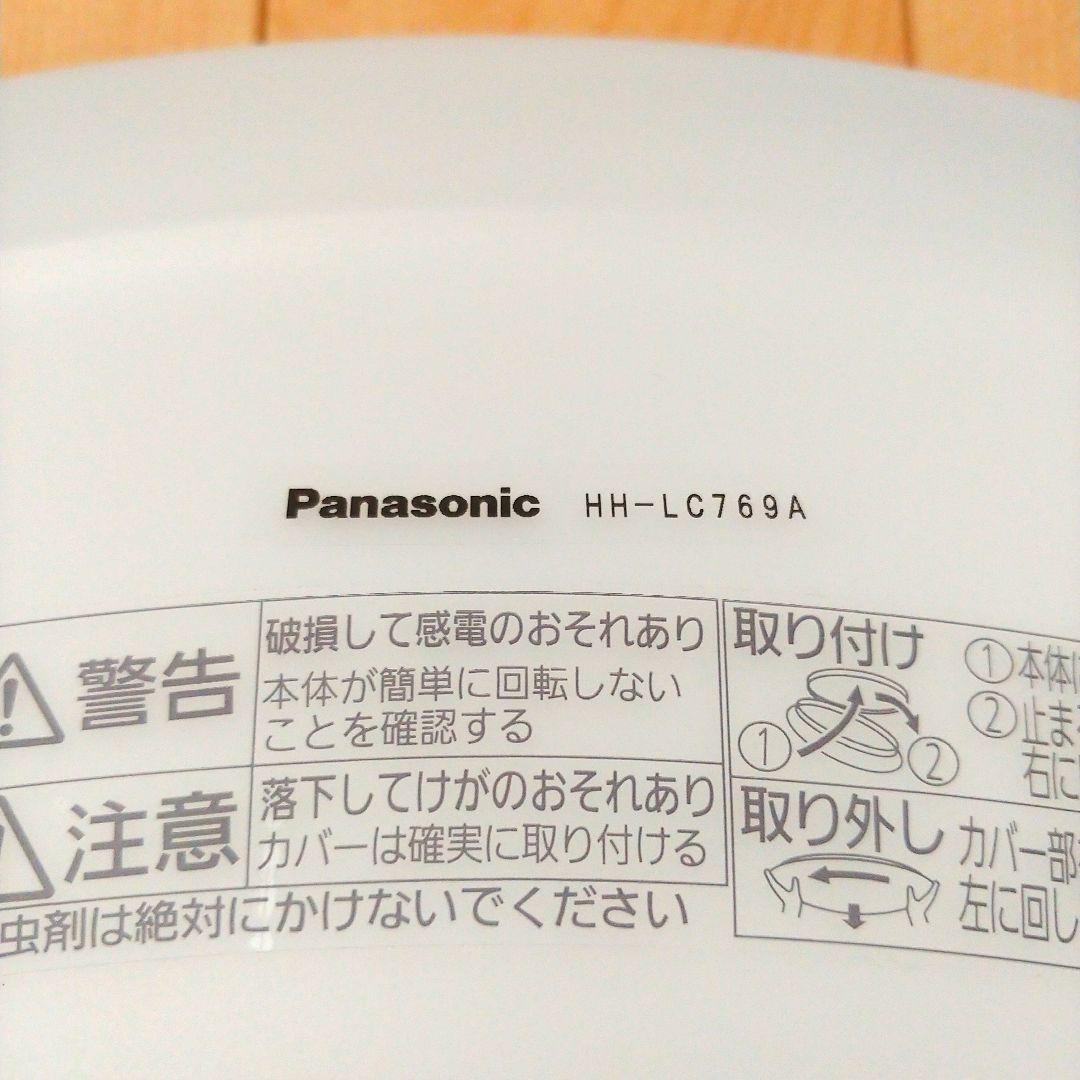 Panasonic HH-LC769A
警告
破損して感電のおそれあり
本体が簡単に回転しない
ことを確認する
注意
落下してけがのおそれあり
カバーは確実に取り付ける
虫剤は絶対にかけないでください
取り付け
① ②
①本体に
②止まる
右に
取り外し
カバー部
左に回し